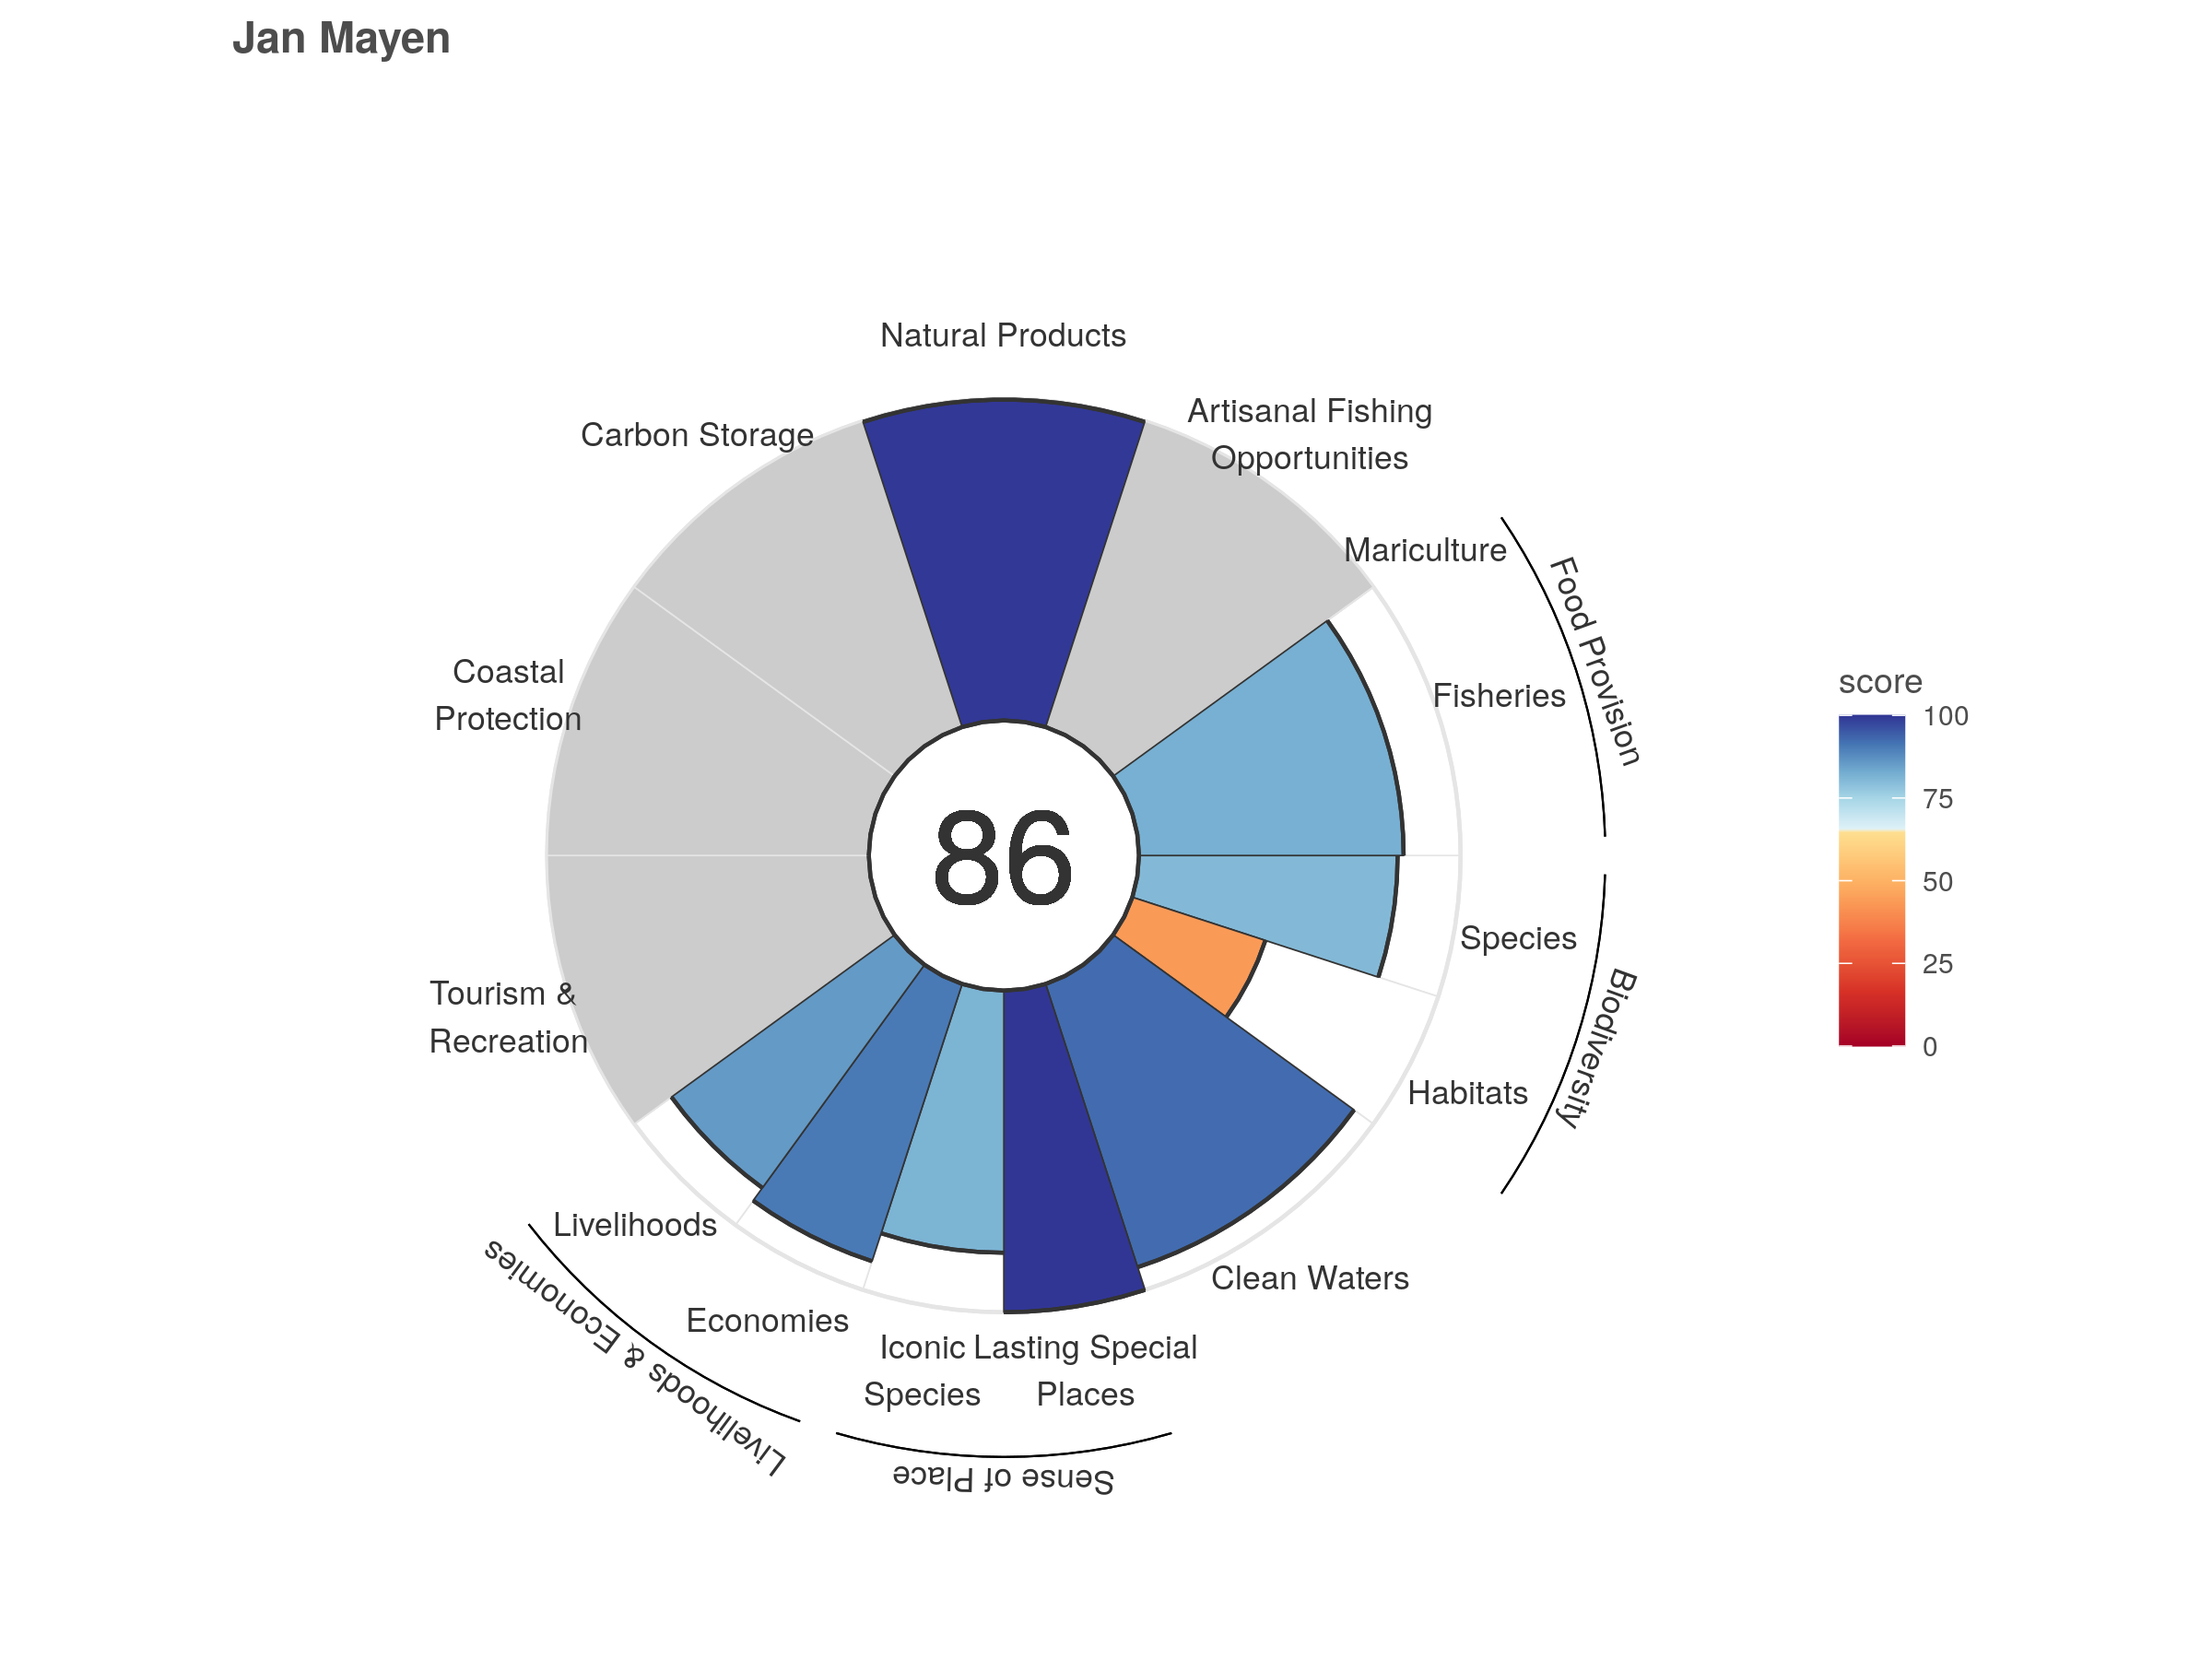 Jan Mayen
Natural Products
Artisanal Fishing
Opportunities
Carbon Storage
Mariculture
Food Provision
Fisheries
Coastal
Protection
86
score
100
75
50
25
0
Species
Biodiversity
Habitats
Tourism &
Recreation
Livelihoods
Clean Waters
Economies
Livelihoods & Economies
Iconic
Species
Lasting Special
Places
Sense of Place